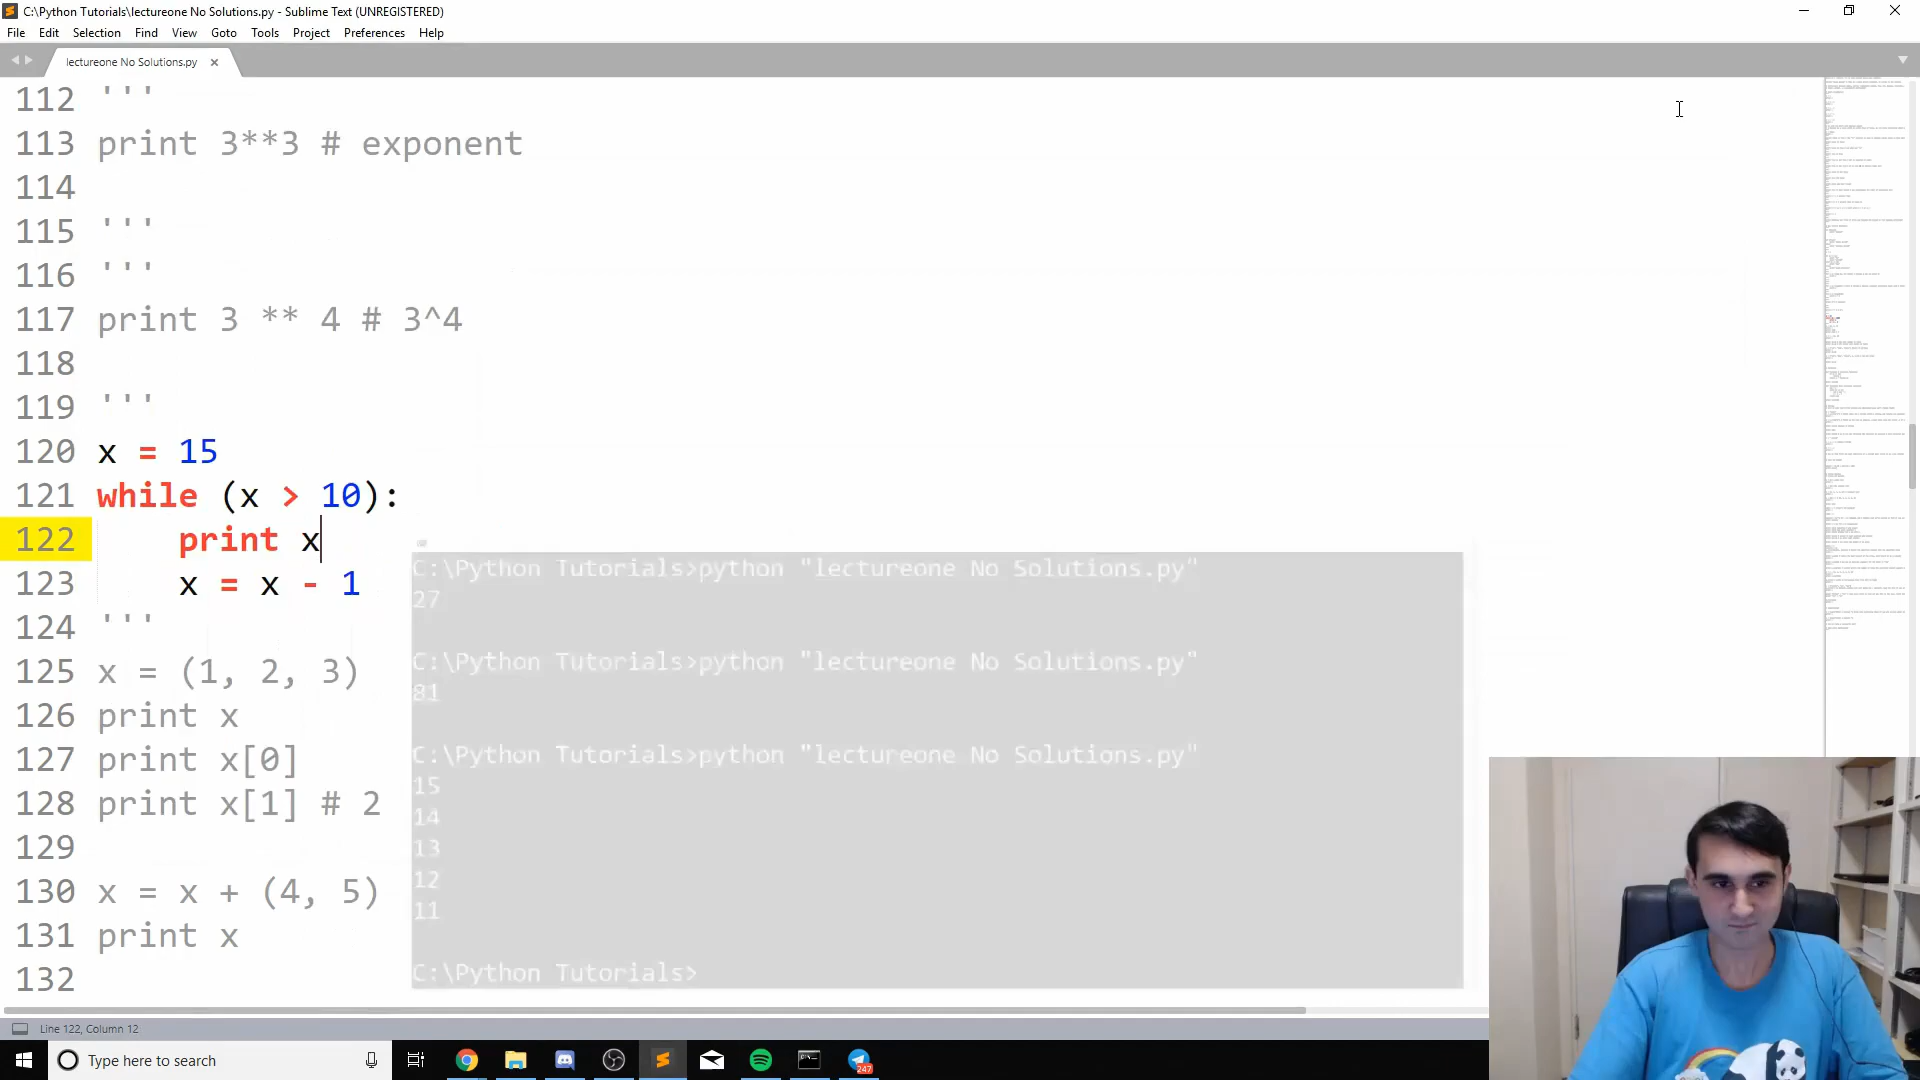 C:\Python Tutorials\lectureone No Solutions.py - Sublime Text (UNREGISTERED)
File Edit Selection Find View Goto Tools Project Preferences Help
lectureone No Solutions.py ×
112 '''
113 print 3**3 # exponent
114
115 '''
116 '''
117 print 3 ** 4 # 3^4
118
119 '''
120 x = 15
121 while (x > 10):
122 print x
123 x = x - 1
124 '''
125 x = (1, 2, 3)
126 print x
127 print x[0]
128 print x[1] # 2
129
130 x = x + (4, 5)
131 print x
132
C:\Python Tutorials>python "lectureone No Solutions.py"
27
C:\Python Tutorials>python "lectureone No Solutions.py"
81
C:\Python Tutorials>python "lectureone No Solutions.py"
15
14
13
12
11
C:\Python Tutorials>
Line 122, Column 12
Type here to search
247